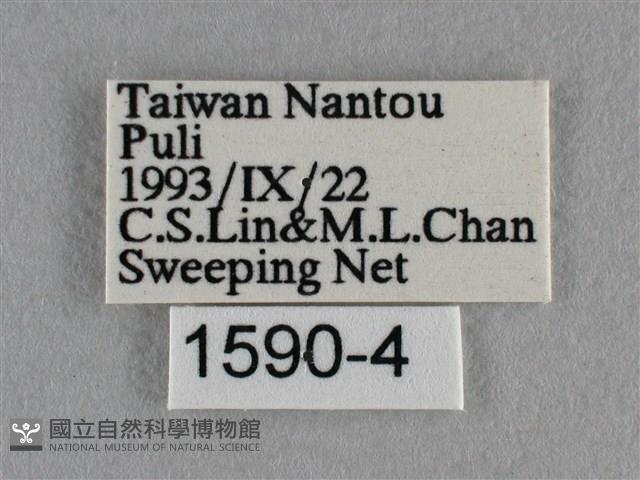 Taiwan Nantou
Puli
1993/IX/22
C.S.Lin&M.L.Chan
Sweeping Net
1590-4
國立自然科學博物館
NATIONAL MUSEUM OF NATURAL SCIENCE